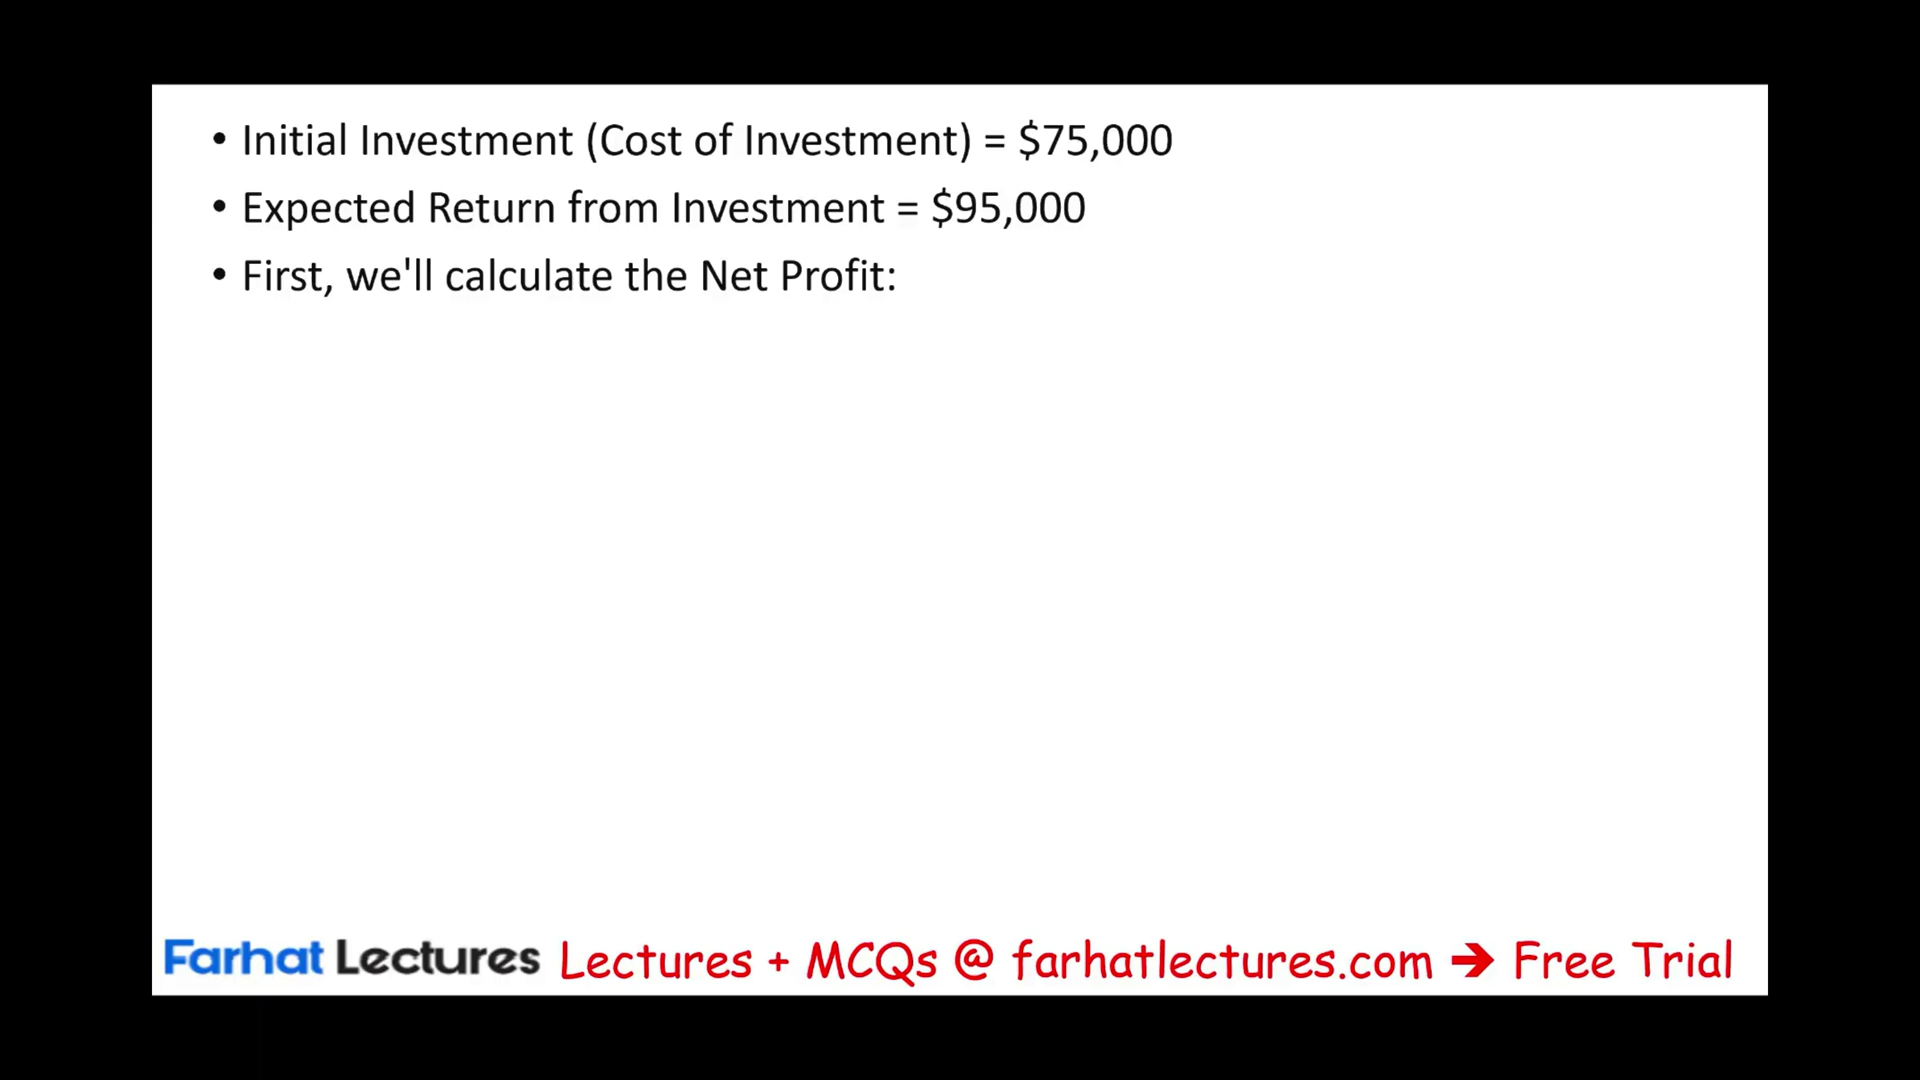 • Initial Investment (Cost of Investment) = $75,000
• Expected Return from Investment = $95,000
• First, we'll calculate the Net Profit:
Farhat Lectures Lectures + MCQs @ farhatlectures.com → Free Trial